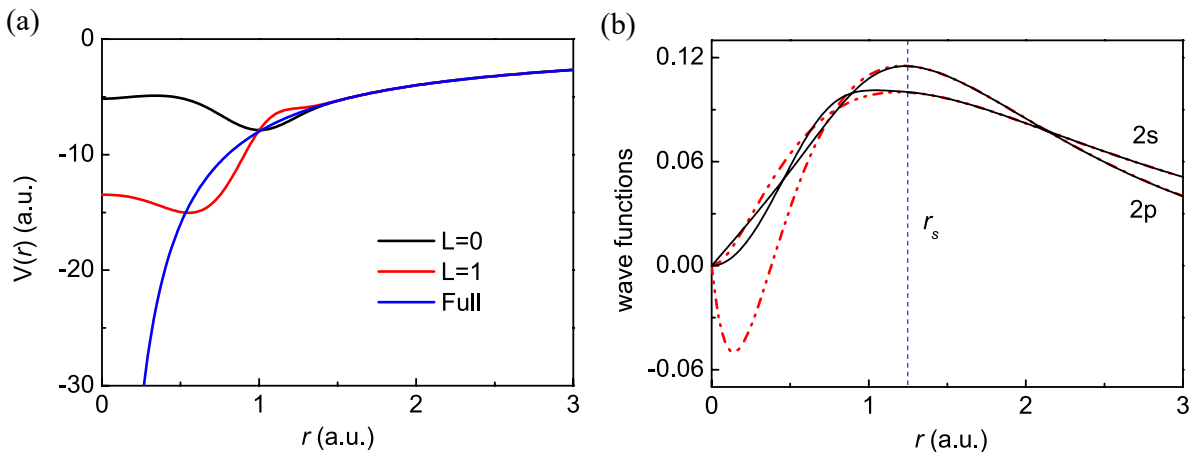 (a)
0
-10
-20
-30
V(r) (a.u.)
L=0
L=1
Full
0
1
2
3
r (a.u.)
(b)
0.12
0.06
0.00
-0.06
wave functions
2s
2p
rs
0
1
2
3
r (a.u.)